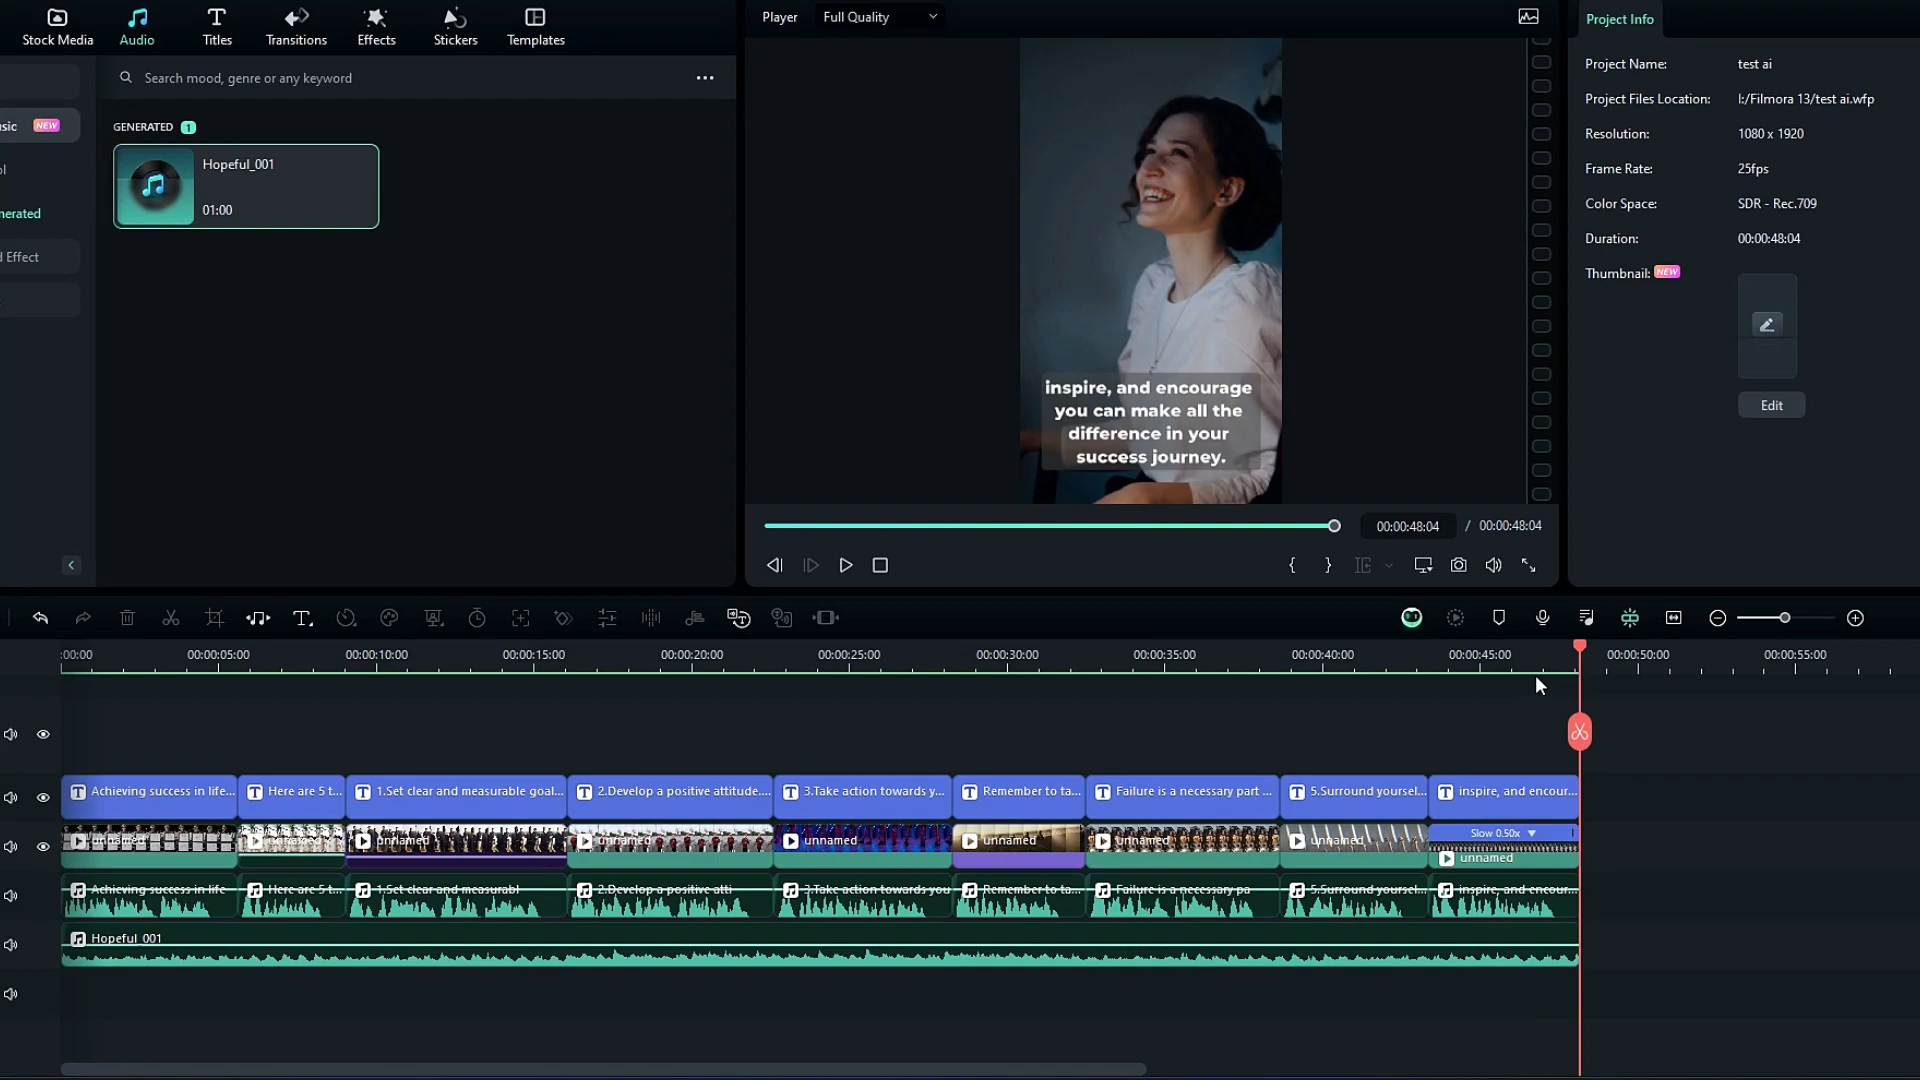 Stock Media
Audio
Titles
Transitions
Effects
Stickers
Templates
Search mood, genre or any keyword
sic NEW
ol
nerated
d Effect
GENERATED 1
Hopeful_001
01:00
Player
Full Quality
inspire, and encourage
you can make all the
difference in your
success journey.
00:00:48:04 / 00:00:48:04
Project Info
Project Name: test ai
Project Files Location: I:/Filmora 13/test ai.wfp
Resolution: 1080 x 1920
Frame Rate: 25fps
Color Space: SDR - Rec.709
Duration: 00:00:48:04
Thumbnail: NEW
Edit
:00:00 00:00:05:00 00:00:10:00 00:00:15:00 00:00:20:00 00:00:25:00 00:00:30:00 00:00:35:00 00:00:40:00 00:00:45:00 00:00:50:00 00:00:55:00
Achieving success in life... Here are 5 t... 1.Set clear and measurable goal... 2.Develop a positive attitude.... 3.Take action towards y... Remember to ta... Failure is a necessary part ... 5.Surround yoursel... inspire, and encour...
Slow 0.50x
unnamed unnamed unnamed unnamed unnamed unnamed unnamed unnamed unnamed
Achieving success in life Here are 5 t... 1.Set clear and measurabl 2.Develop a positive atti 3.Take action towards you Remember to ta... Failure is a necessary pa 5.Surround yoursel... inspire, and encour...
Hopeful_001